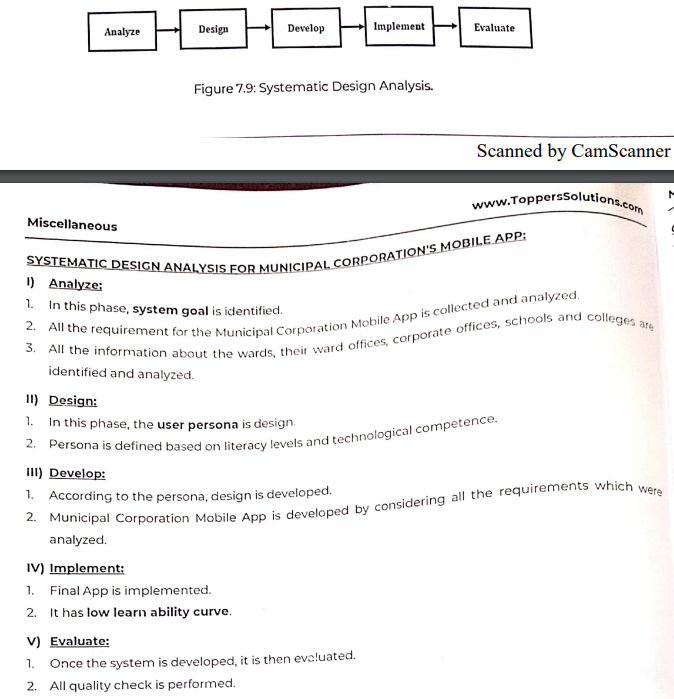 Analyze Design Develop Implement Evaluate
Figure 7.9: Systematic Design Analysis.
Scanned by CamScanner
www.ToppersSolutions.com
Miscellaneous
SYSTEMATIC DESIGN ANALYSIS FOR MUNICIPAL CORPORATION'S MOBILE APP:
I) Analyze:
1. In this phase, system goal is identified.
2. All the requirement for the Municipal Corporation Mobile App is collected and analyzed.
3. All the information about the wards, their ward offices, corporate offices, schools and colleges are
identified and analyzed.
II) Design:
1. In this phase, the user persona is design.
2. Persona is defined based on literacy levels and technological competence.
III) Develop:
1. According to the persona, design is developed.
2. Municipal Corporation Mobile App is developed by considering all the requirements which were
analyzed.
IV) Implement:
1. Final App is implemented.
2. It has low learn ability curve.
V) Evaluate:
1. Once the system is developed, it is then evaluated.
2. All quality check is performed.